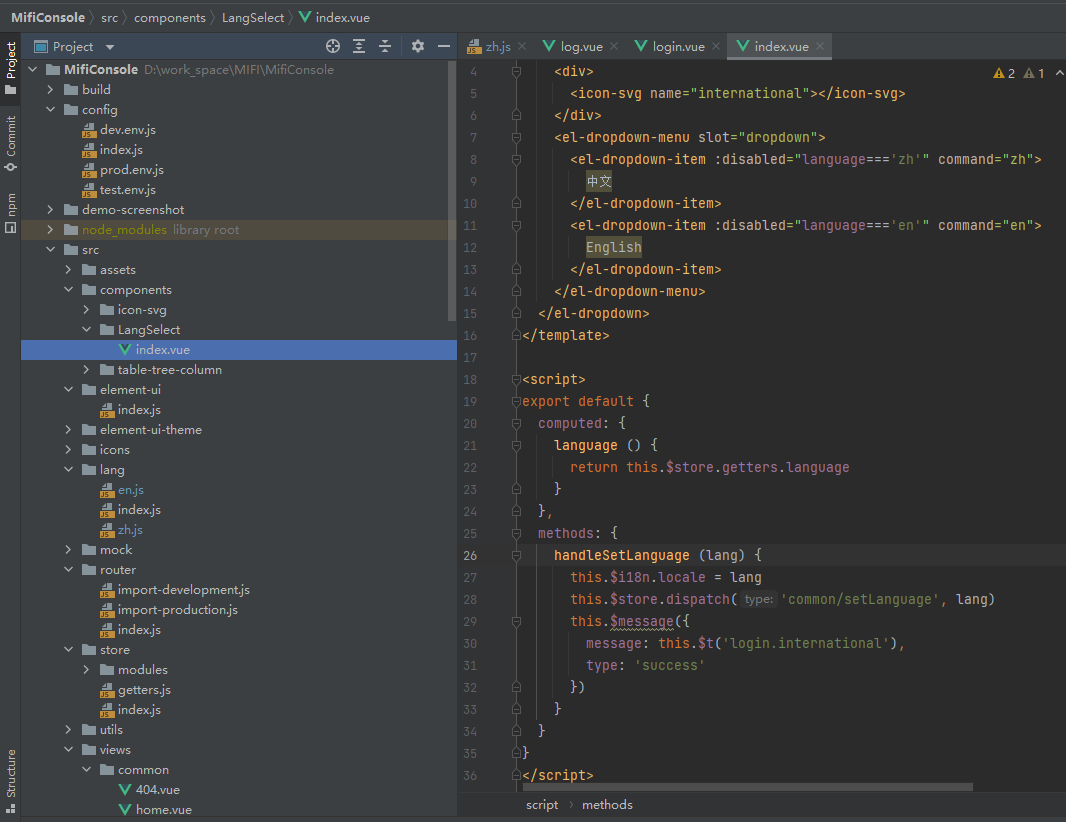 MifiConsole src components LangSelect index.vue
Project
zh.js log.vue login.vue index.vue
Project
Commit
npm
Structure
MifiConsole D:\work_space\MIFI\MifiConsole
build
config
dev.env.js
index.js
prod.env.js
test.env.js
demo-screenshot
node_modules library root
src
assets
components
icon-svg
LangSelect
index.vue
table-tree-column
element-ui
index.js
element-ui-theme
icons
lang
en.js
index.js
zh.js
mock
router
import-development.js
import-production.js
index.js
store
modules
getters.js
index.js
utils
views
common
404.vue
home.vue
2 1
4 <div>
5 <icon-svg name="international"></icon-svg>
6 </div>
7 <el-dropdown-menu slot="dropdown">
8 <el-dropdown-item :disabled="language==='zh'" command="zh">
9 中文
10 </el-dropdown-item>
11 <el-dropdown-item :disabled="language==='en'" command="en">
12 English
13 </el-dropdown-item>
14 </el-dropdown-menu>
15 </el-dropdown>
16 </template>
17
18 <script>
19 export default {
20 computed: {
21 language () {
22 return this.$store.getters.language
23 }
24 },
25 methods: {
26 handleSetLanguage (lang) {
27 this.$i18n.locale = lang
28 this.$store.dispatch( type: 'common/setLanguage', lang)
29 this.$message({
30 message: this.$t('login.international'),
31 type: 'success'
32 })
33 }
34 }
35 }
36 </script>
script methods